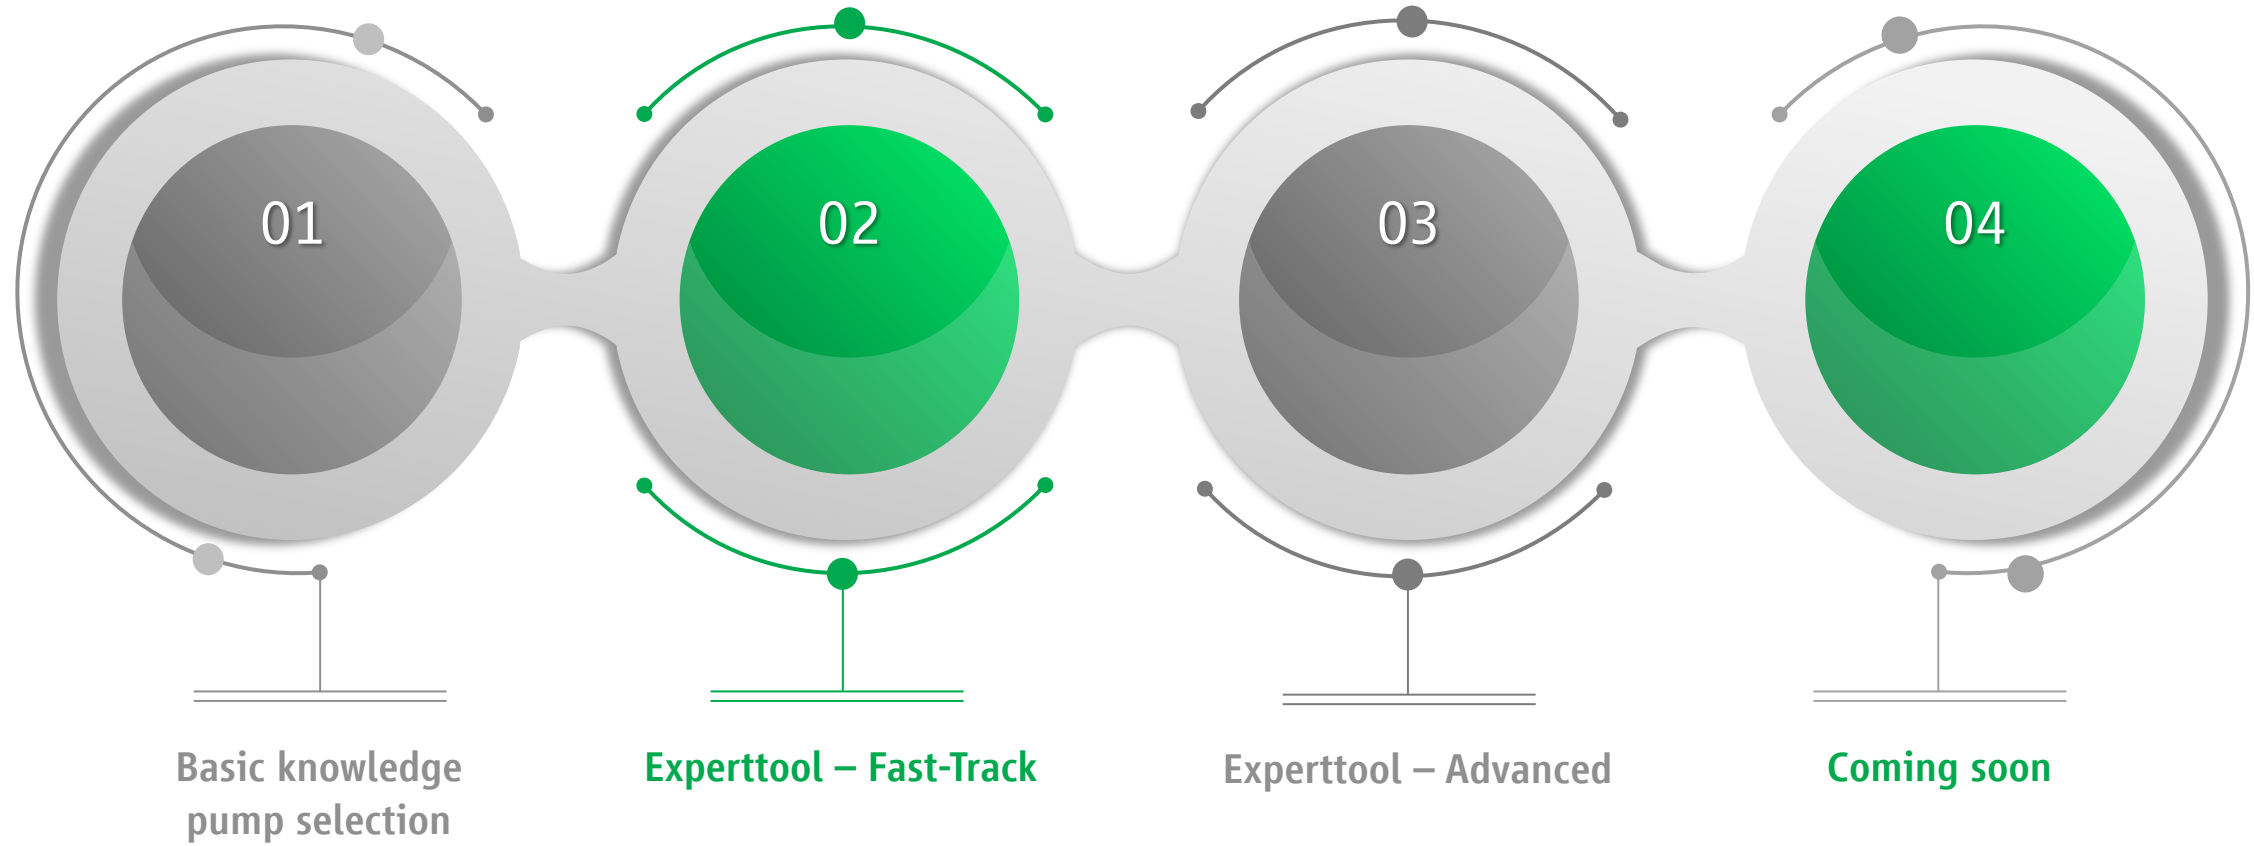 01
02
03
04
Basic knowledge
pump selection
Experttool – Fast-Track
Experttool – Advanced
Coming soon